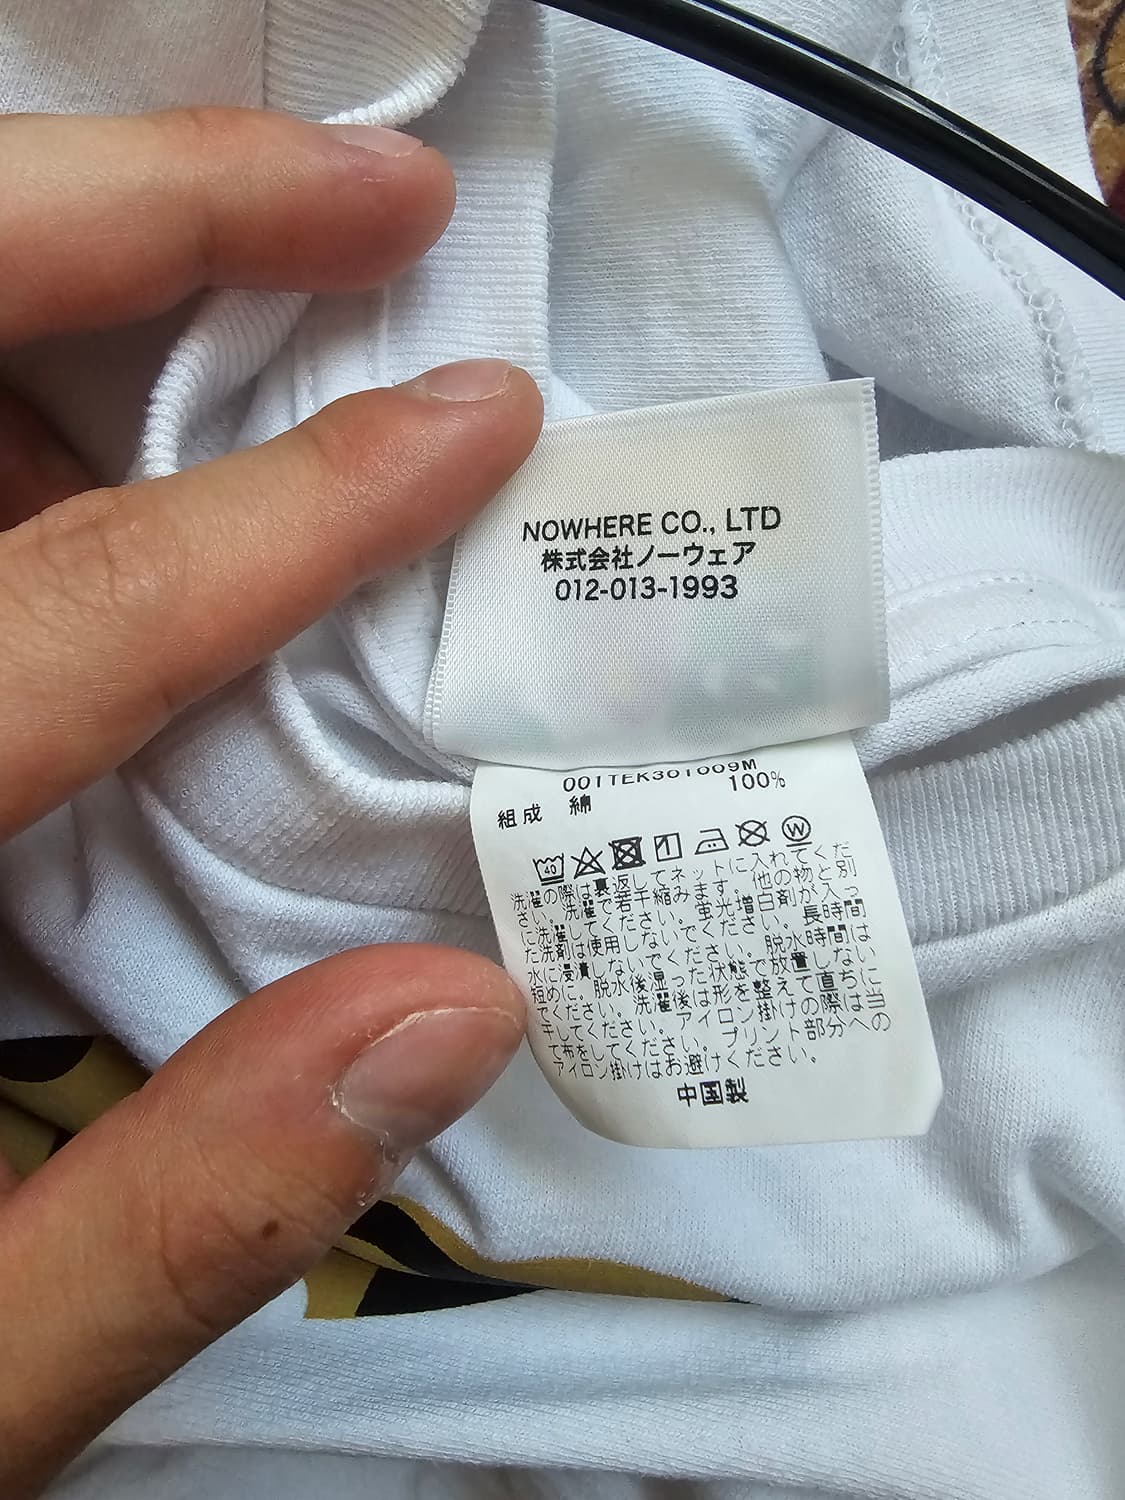 NOWHERE CO., LTD
株式会社ノーウェア
012-013-1993
001TEK301009M
組成 綿 100%
40 W
洗濯の際は裏返してネットに入れてくだ
さい。洗濯で若干縮みます。他の物と別
に洗濯してください。蛍光増白剤が入っ
た洗剤は使用しないでください。長時間
水に浸漬しないでください。脱水時間は
短めに。脱水後湿った状態で放置しない
でください。洗濯後は形を整えて直ちに
干してください。アイロン掛けの際は当
て布をしてください。プリント部分への
アイロン掛けはお避けください。
中国製